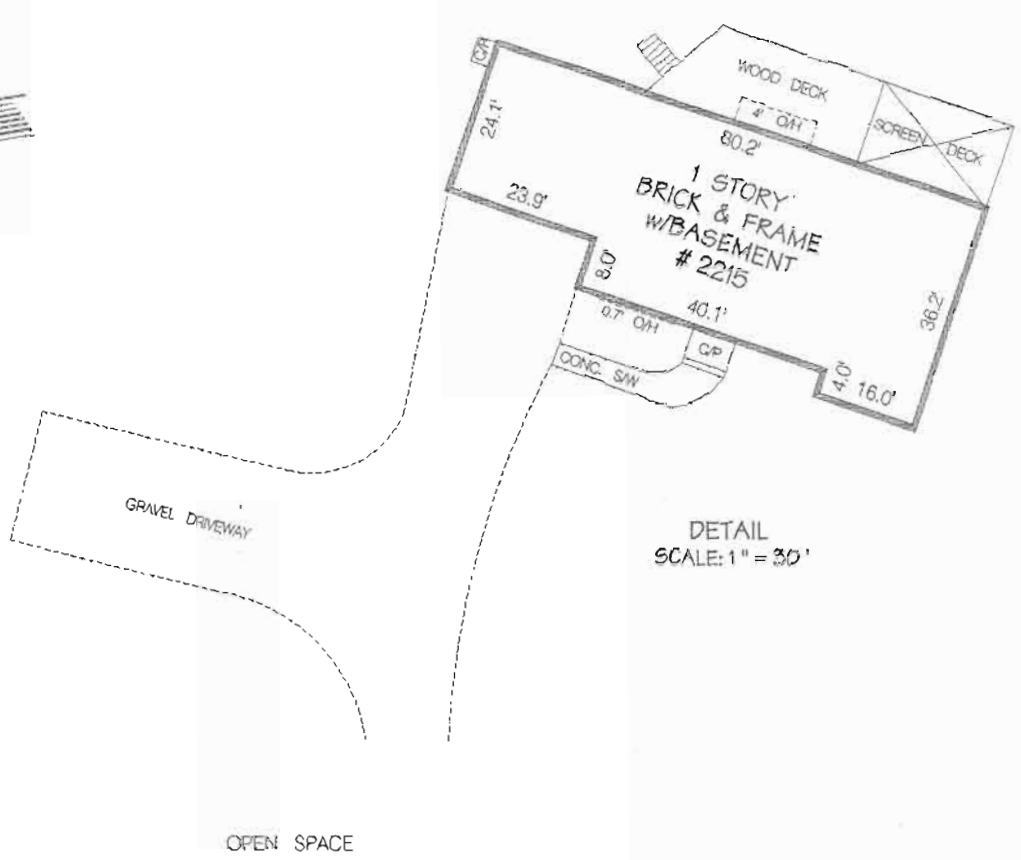 C/P
WOOD DECK
4' O/H
SCREEN DECK
24.1'
80.2'
23.9'
1 STORY
BRICK & FRAME
W/BASEMENT
# 2215
8.0'
40.1'
36.2'
0.7' O/H
C/P
CONC. S/W
4.0'
16.0'
GRAVEL DRIVEWAY
DETAIL
SCALE: 1" = 30'
OPEN SPACE